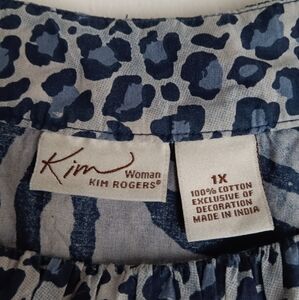 Kim
Woman
KIM ROGERS®
1X
100% COTTON
EXCLUSIVE OF
DECORATION
MADE IN INDIA